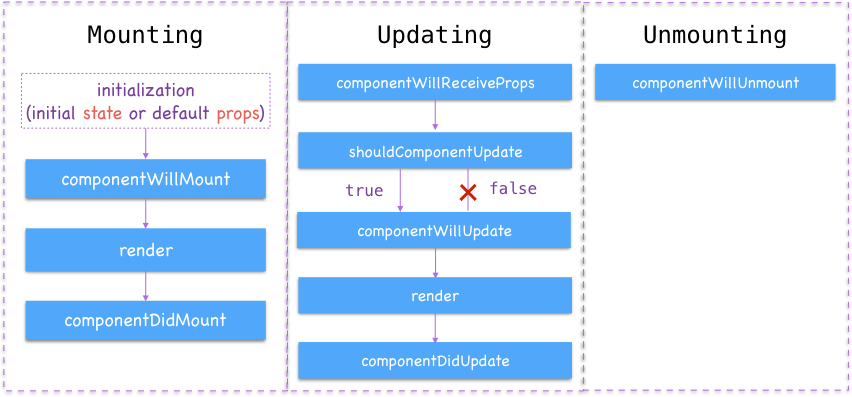 Mounting
initialization
(initial state or default props)
componentWillMount
render
componentDidMount
Updating
componentWillReceiveProps
shouldComponentUpdate
true
false
componentWillUpdate
render
componentDidUpdate
Unmounting
componentWillUnmount